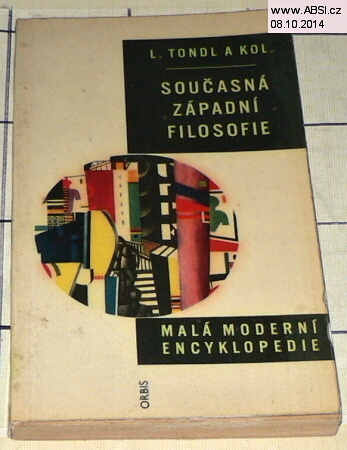 www.ABSI.cz
08.10.2014
L. TONDL A KOL.
SOUČASNÁ
ZÁPADNÍ
FILOSOFIE
MALÁ MODERNÍ
ENCYKLOPEDIE
ORBIS